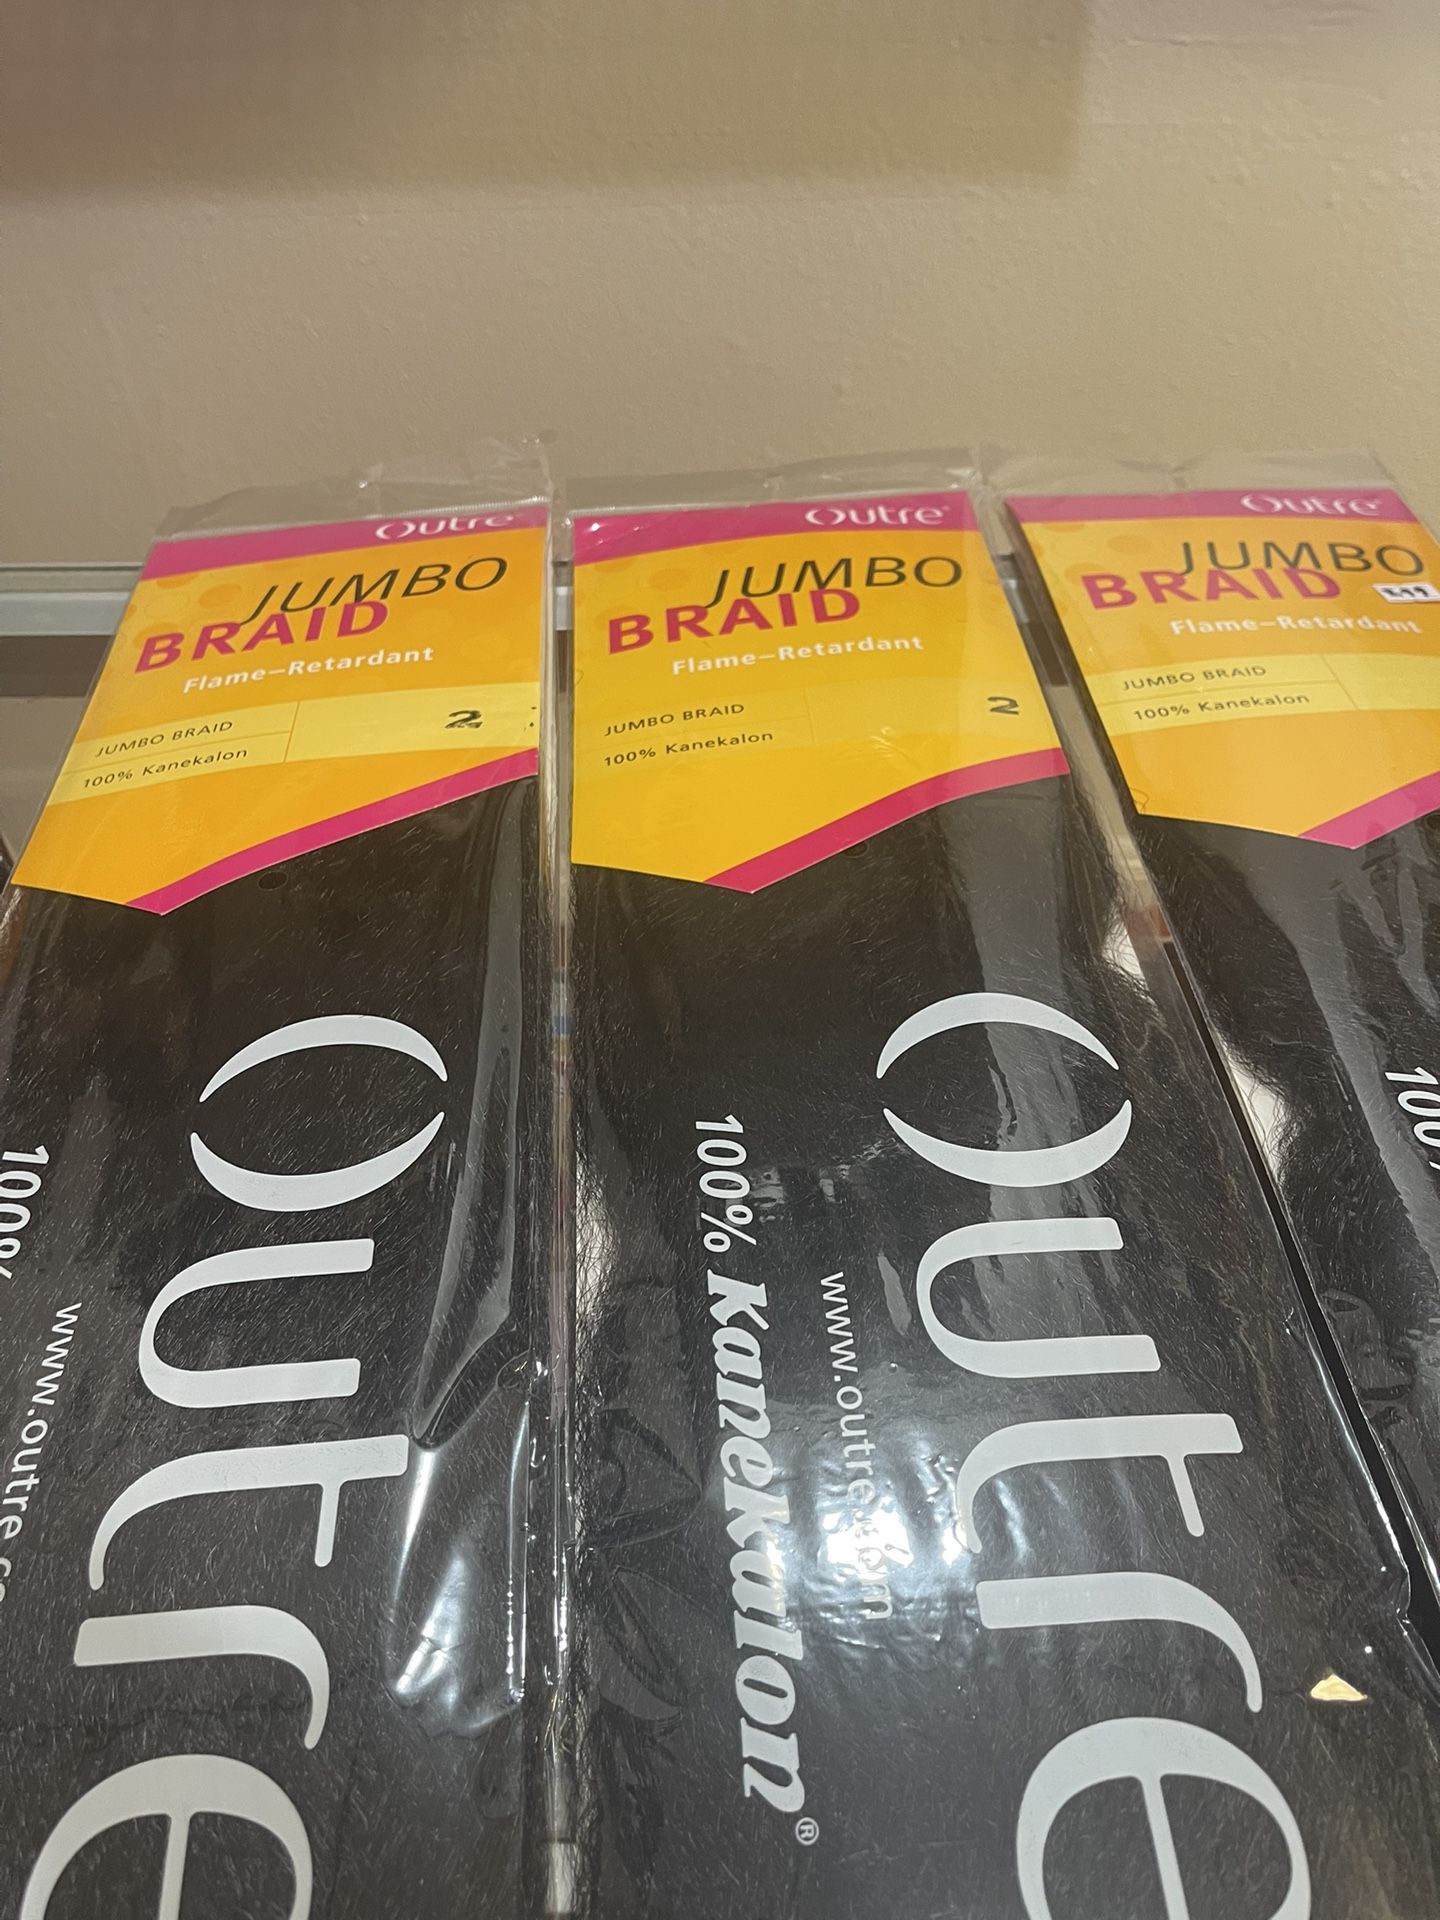 Outre®
JUMBO
BRAID
Flame-Retardant
JUMBO BRAID
100% Kanekalon
2
Outre
100%
www.outre.co
Outre®
JUMBO
BRAID
Flame-Retardant
JUMBO BRAID
100% Kanekalon
2
Outre
www.outre.com
100% Kanekalon®
Outre®
JUMBO
BRAID
Flame-Retardant
JUMBO BRAID
100% Kanekalon